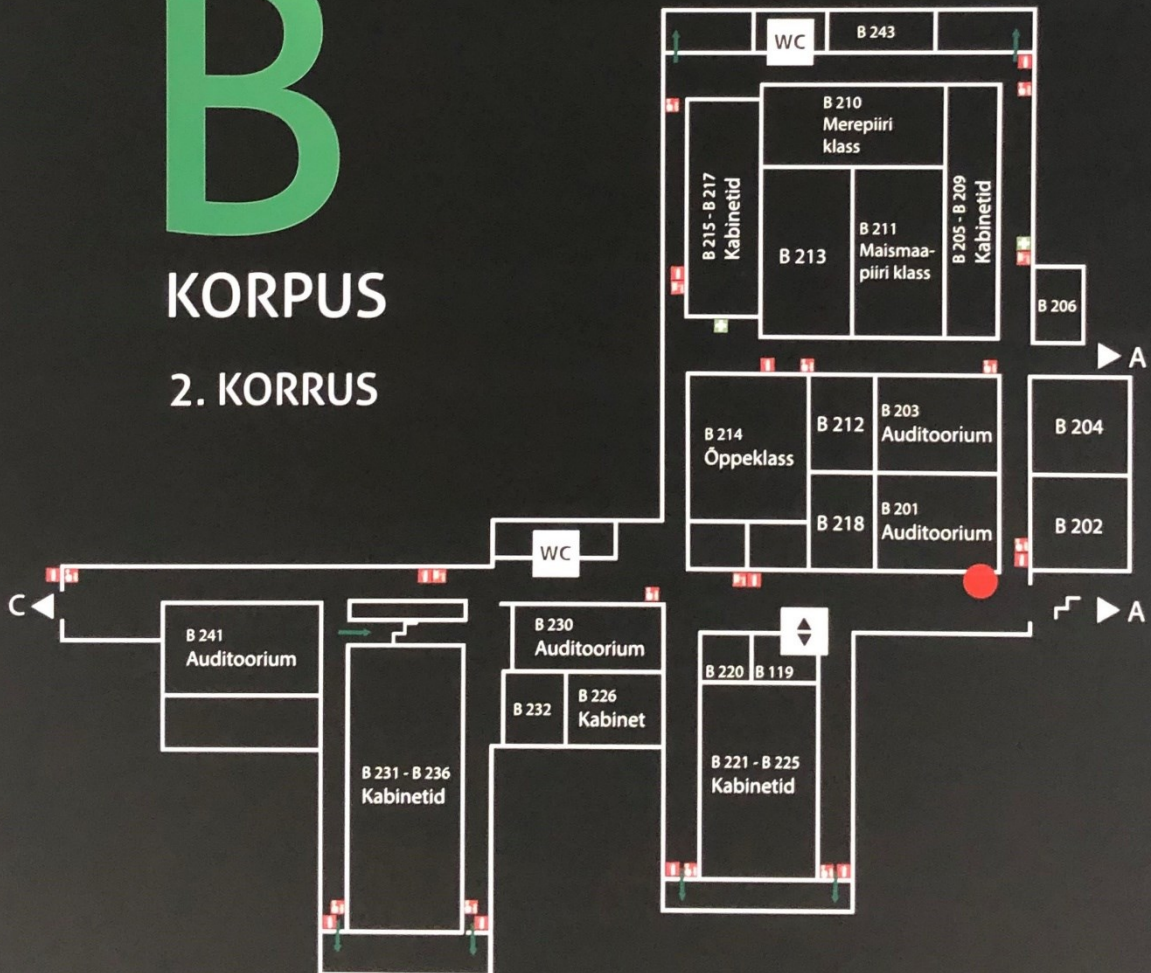 B
KORPUS
2. KORRUS
WC
B 243
B 210
Merepiiri
klass
B 215 - B 217
Kabinetid
B 213
B 211
Maismaa-
piiri klass
B 205 - B 209
Kabinetid
B 206
A
B 214
Õppeklass
B 212
B 203
Auditoorium
B 204
B 218
B 201
Auditoorium
B 202
WC
C
A
B 241
Auditoorium
B 230
Auditoorium
B 220
B 119
B 232
B 226
Kabinet
B 231 - B 236
Kabinetid
B 221 - B 225
Kabinetid